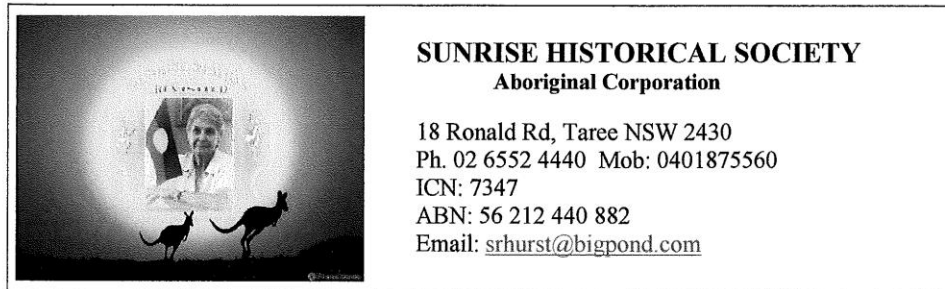 REVISITED
SUNRISE HISTORICAL SOCIETY
Aboriginal Corporation
18 Ronald Rd, Taree NSW 2430
Ph. 02 6552 4440 Mob: 0401875560
ICN: 7347
ABN: 56 212 440 882
Email: srhurst@bigpond.com